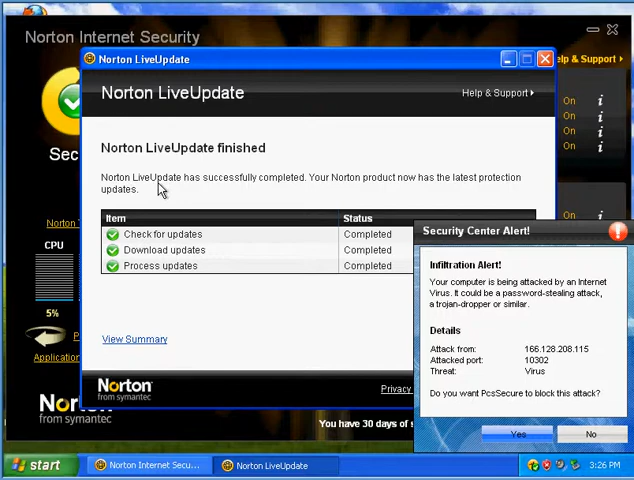 Norton Internet Security
Help & Support
Norton LiveUpdate
Norton LiveUpdate
Help & Support
On
On
On
On
On
Sec
Norton LiveUpdate finished
Norton LiveUpdate has successfully completed. Your Norton product now has the latest protection
updates.
Item Status
Check for updates Completed
Download updates Completed
Process updates Completed
View Summary
Norton
CPU
5%
Application
Norton
from symantec
Privacy
Norton
from symantec
You have 30 days of s
Security Center Alert!
Infiltration Alert!
Your computer is being attacked by an Internet
Virus. It could be a password-stealing attack,
a trojan-dropper or similar.
Details
Attack from: 166.128.208.115
Attacked port: 10302
Threat: Virus
Do you want PcsSecure to block this attack?
Yes No
start
Norton Internet Secu...
Norton LiveUpdate
3:26 PM